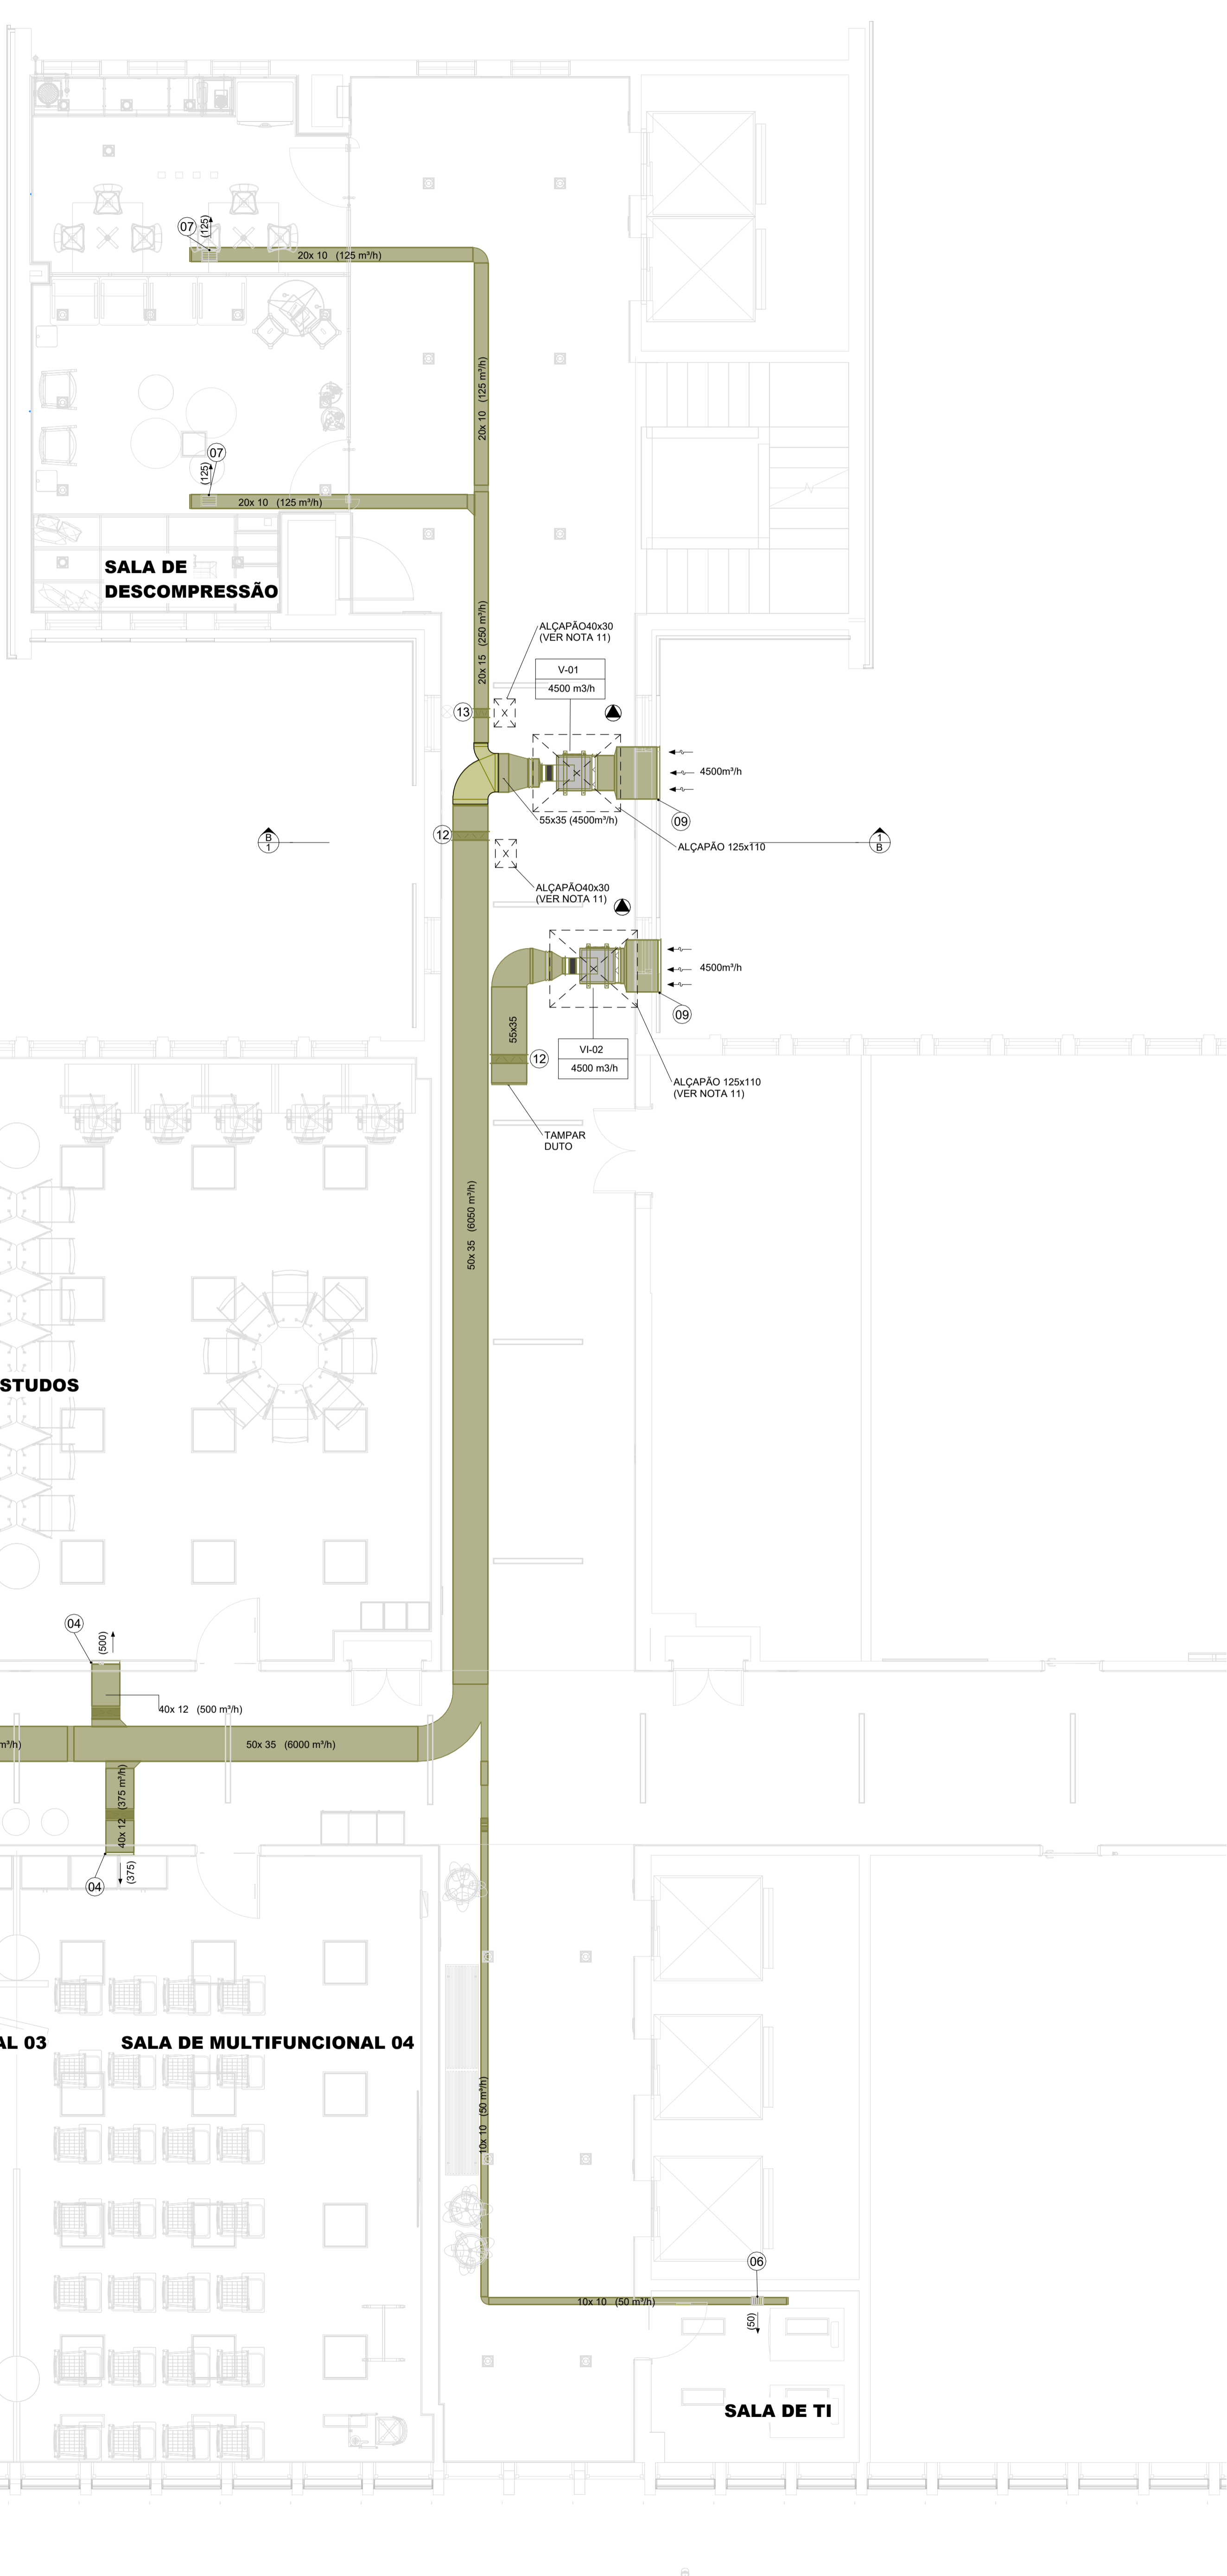 07
(125)
20x 10 (125 m³/h)
20x 10 (125 m³/h)
07
(125)
20x 10 (125 m³/h)
SALA DE
DESCOMPRESSÃO
20x 15 (250 m³/h)
ALÇAPÃO40x30
(VER NOTA 11)
V-01
4500 m3/h
13
4500m³/h
55x35 (4500m³/h)
09
12
B
1
1
B
ALÇAPÃO 125x110
ALÇAPÃO40x30
(VER NOTA 11)
4500m³/h
09
55x35
VI-02
4500 m3/h
12
ALÇAPÃO 125x110
(VER NOTA 11)
TAMPAR
DUTO
50x 35 (6050 m³/h)
STUDOS
04
(500)
40x 12 (500 m³/h)
m³/h)
50x 35 (6000 m³/h)
40x 12 (375 m³/h)
04
(375)
AL 03
SALA DE MULTIFUNCIONAL 04
10x 10 (50 m³/h)
06
10x 10 (50 m³/h)
(50)
SALA DE TI